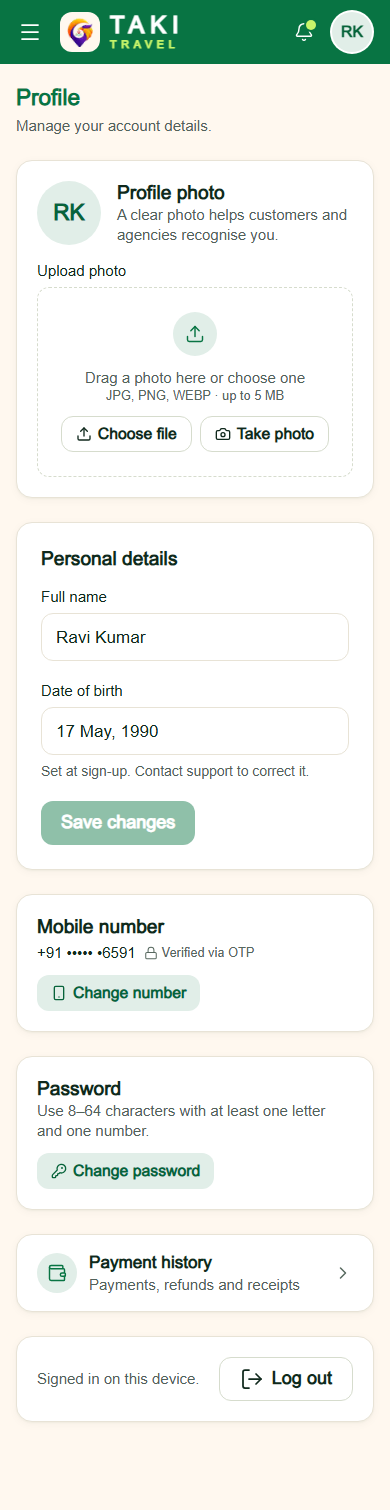 TAKI
TRAVEL
RK
Profile
Manage your account details.
RK
Profile photo
A clear photo helps customers and
agencies recognise you.
Upload photo
Drag a photo here or choose one
JPG, PNG, WEBP · up to 5 MB
Choose file
Take photo
Personal details
Full name
Ravi Kumar
Date of birth
17 May, 1990
Set at sign-up. Contact support to correct it.
Save changes
Mobile number
+91 ••••• •6591 Verified via OTP
Change number
Password
Use 8–64 characters with at least one letter
and one number.
Change password
Payment history
Payments, refunds and receipts
Signed in on this device.
Log out